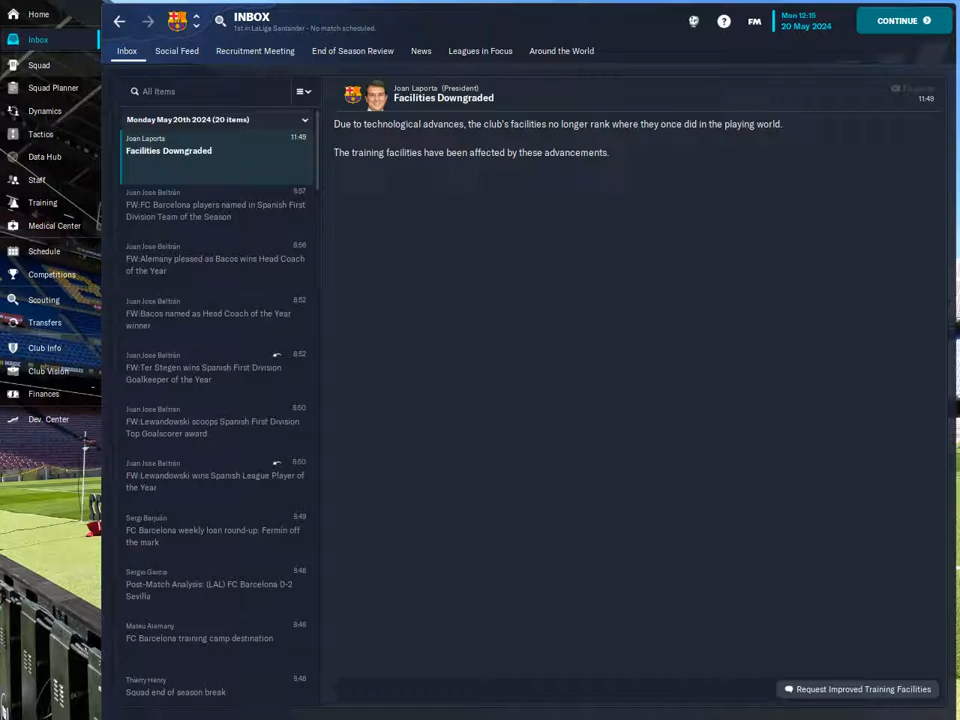 Home
Inbox
Squad
Squad Planner
Dynamics
Tactics
Data Hub
Staff
Training
Medical Center
Schedule
Competitions
Scouting
Transfers
Club Info
Club Vision
Finances
Dev. Center
INBOX
1st in LaLiga Santander - No match scheduled.
FM
Mon 12:15
20 May 2024
CONTINUE
Inbox
Social Feed
Recruitment Meeting
End of Season Review
News
Leagues in Focus
Around the World
All Items
Monday May 20th 2024 (20 items)
Joan Laporta 11:49
Facilities Downgraded
Juan Jose Beltrán 8:57
FW:FC Barcelona players named in Spanish First
Division Team of the Season
Juan Jose Beltrán 8:56
FW:Alemany pleased as Bacos wins Head Coach
of the Year
Juan Jose Beltrán 8:52
FW:Bacos named as Head Coach of the Year
winner
Juan Jose Beltrán 8:52
FW:Ter Stegen wins Spanish First Division
Goalkeeper of the Year
Juan Jose Beltrán 8:50
FW:Lewandowski scoops Spanish First Division
Top Goalscorer award
Juan Jose Beltrán 8:50
FW:Lewandowski wins Spanish League Player of
the Year
Sergi Barjuán 8:49
FC Barcelona weekly loan round-up: Fermín off
the mark
Sergio García 8:48
Post-Match Analysis: (LAL) FC Barcelona 0-2
Sevilla
Mateu Alemany 8:48
FC Barcelona training camp destination
Thierry Henry 8:48
Squad end of season break
Joan Laporta (President)
Facilities Downgraded
11:49
Due to technological advances, the club's facilities no longer rank where they once did in the playing world.
The training facilities have been affected by these advancements.
Request Improved Training Facilities